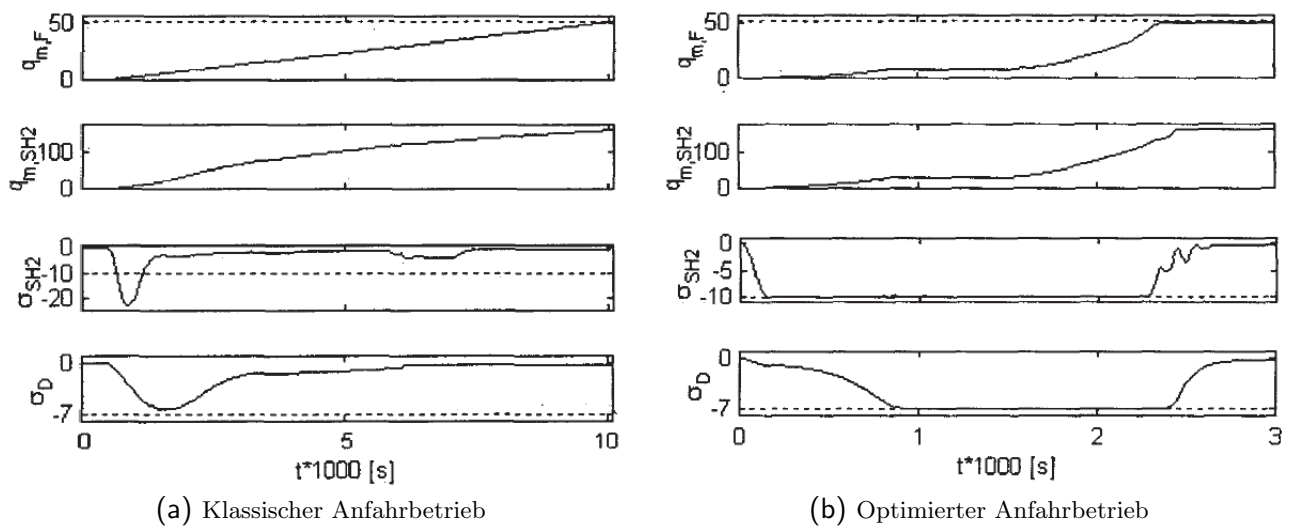 50
q_m,F
0
100
q_m,SH2
0
0
-10
-20
σ_SH2
0
σ_D
-7
0 5 10
t*1000 [s]
(a) Klassischer Anfahrbetrieb
50
q_m,F
0
100
q_m,SH2
0
0
-5
-10
σ_SH2
0
σ_D
-7
0 1 2 3
t*1000 [s]
(b) Optimierter Anfahrbetrieb